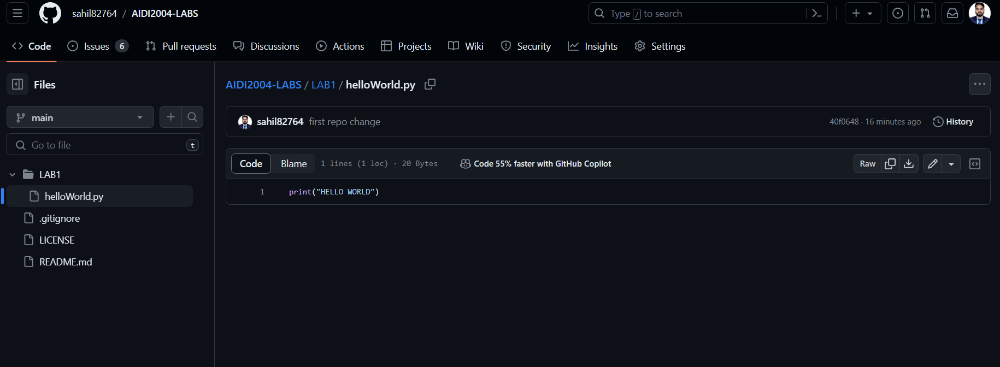 sahil82764 / AIDI2004-LABS
Type / to search
Code
Issues 6
Pull requests
Discussions
Actions
Projects
Wiki
Security
Insights
Settings
Files
main
Go to file
t
LAB1
helloWorld.py
.gitignore
LICENSE
README.md
AIDI2004-LABS / LAB1 / helloWorld.py
sahil82764 first repo change
40f0648 · 16 minutes ago
History
Code
Blame
1 lines (1 loc) · 20 Bytes
Code 55% faster with GitHub Copilot
Raw
1 print("HELLO WORLD")